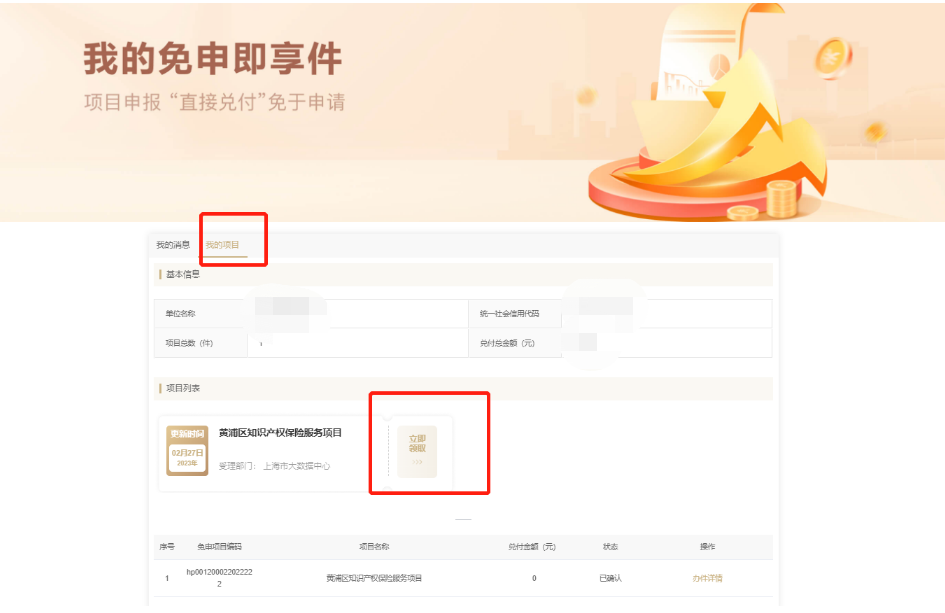 我的免申即享件
项目申报 “直接兑付”免于申请
我的消息 我的项目
基本信息
单位名称 统一社会信用代码
项目总数（件） 兑付总金额（元）
项目列表
更新时间
02月27日
2023年
黄浦区知识产权保险服务项目
受理部门： 上海市大数据中心
立即
领取
序号 免申项目编码 项目名称 兑付金额（元） 状态 操作
1 hp00120002202222
2 黄浦区知识产权保险服务项目 0 已确认 办件详情